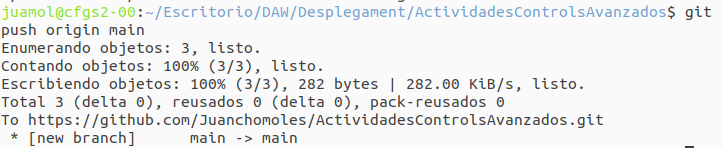 juamol@cfgs2-00:~/Escritorio/DAW/Desplegament/ActividadesControlsAvanzados$ git
push origin main
Enumerando objetos: 3, listo.
Contando objetos: 100% (3/3), listo.
Escribiendo objetos: 100% (3/3), 282 bytes | 282.00 KiB/s, listo.
Total 3 (delta 0), reusados 0 (delta 0), pack-reusados 0
To https://github.com/Juanchomoles/ActividadesControlsAvanzados.git
 * [new branch]      main -> main